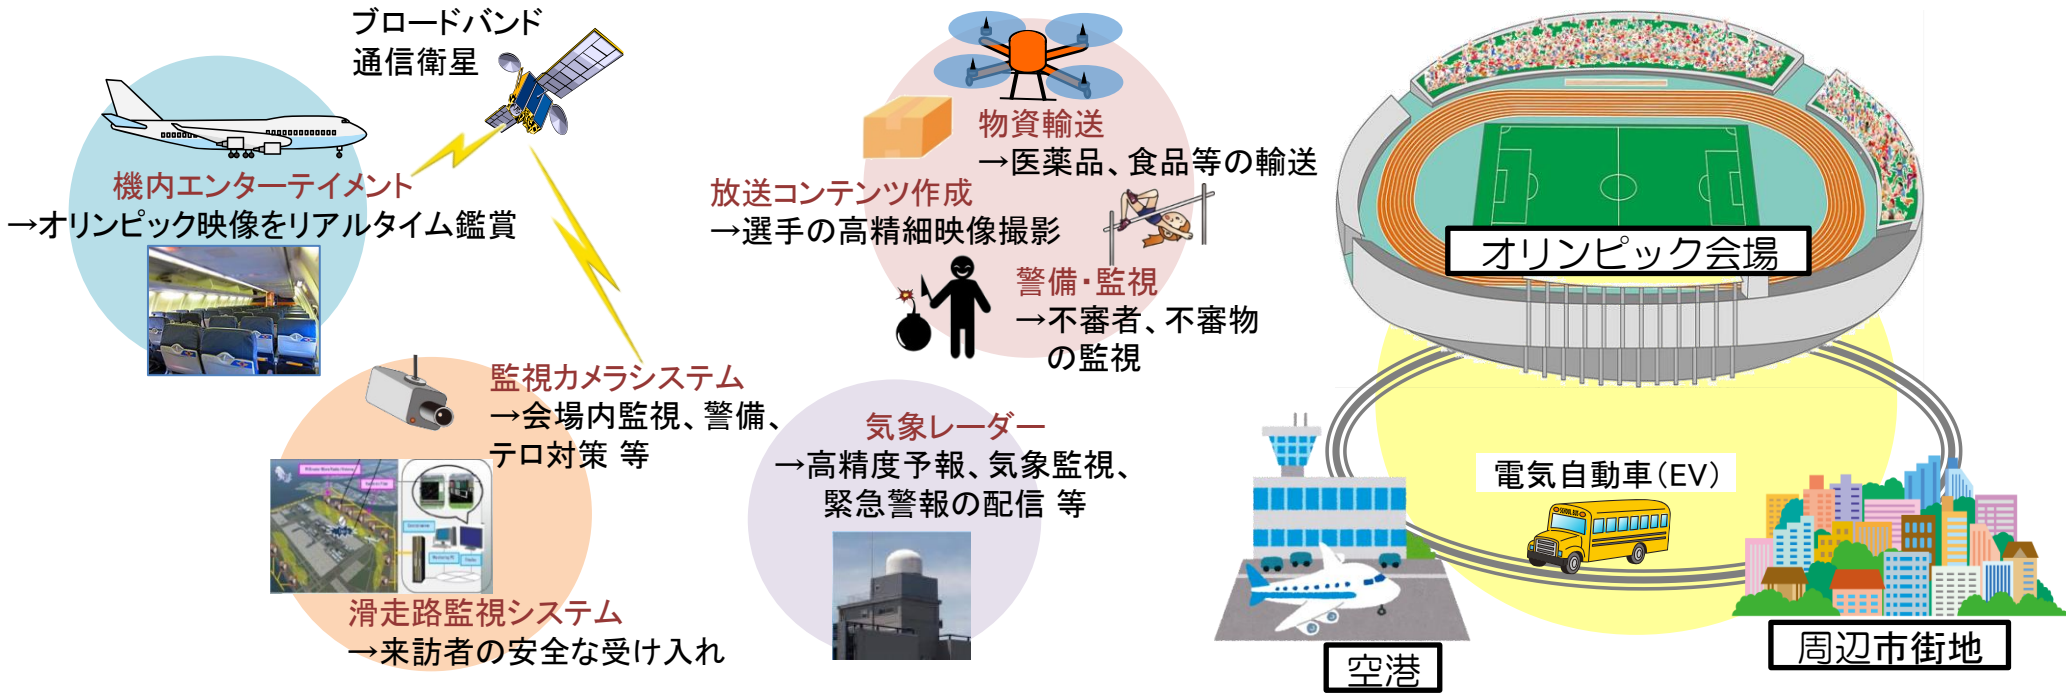 ブロードバンド
通信衛星
機内エンターテイメント
→オリンピック映像をリアルタイム鑑賞
物資輸送
→医薬品、食品等の輸送
放送コンテンツ作成
→選手の高精細映像撮影
警備・監視
→不審者、不審物
の監視
監視カメラシステム
→会場内監視、警備、
テロ対策 等
滑走路監視システム
→来訪者の安全な受け入れ
気象レーダー
→高精度予報、気象監視、
緊急警報の配信 等
オリンピック会場
電気自動車(EV)
SCHOOL BUS
空港
周辺市街地